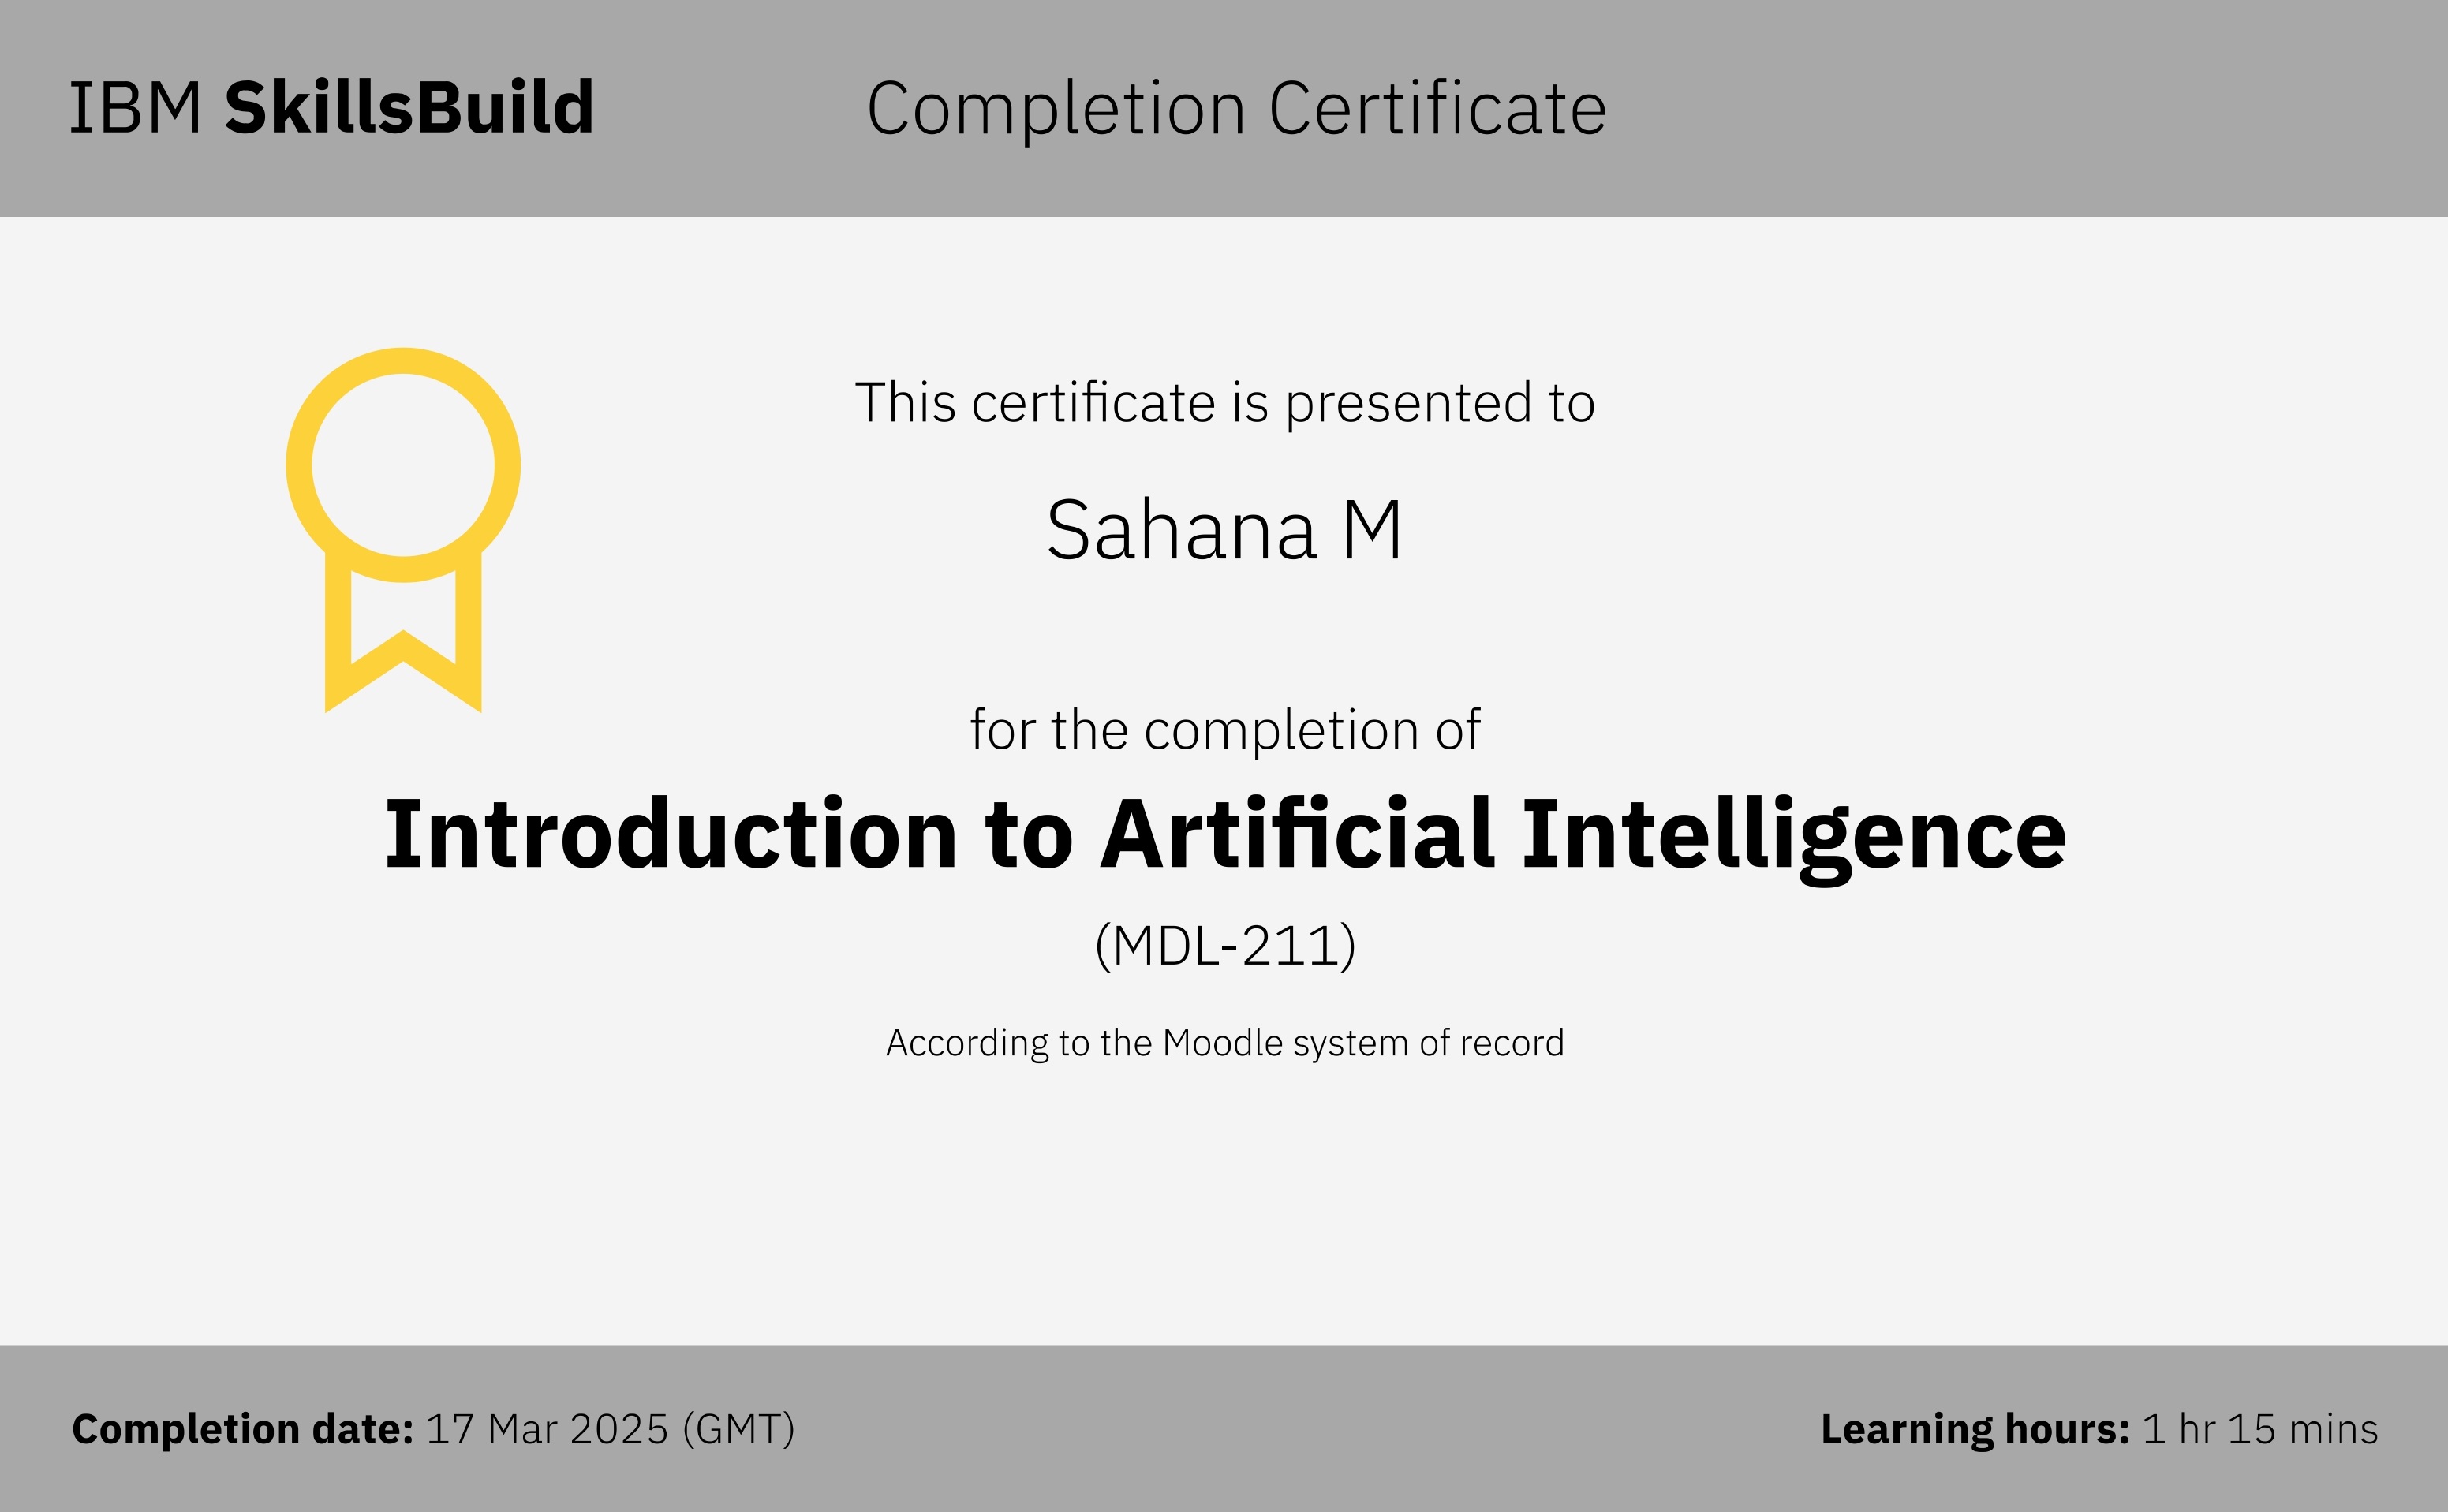 IBM SkillsBuild
Completion Certificate
This certificate is presented to
Sahana M
for the completion of
Introduction to Artificial Intelligence
(MDL-211)
According to the Moodle system of record
Completion date: 17 Mar 2025 (GMT)
Learning hours: 1 hr 15 mins